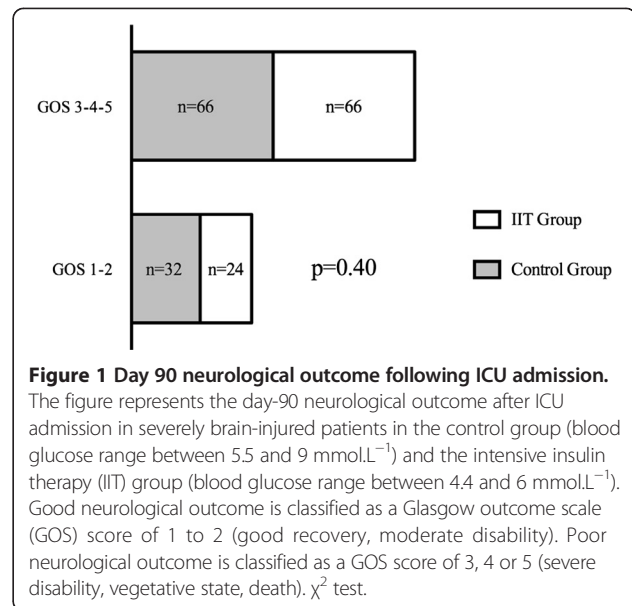 GOS 3-4-5
n=66
n=66
GOS 1-2
n=32
n=24
p=0.40
IIT Group
Control Group
Figure 1 Day 90 neurological outcome following ICU admission.
The figure represents the day-90 neurological outcome after ICU
admission in severely brain-injured patients in the control group (blood
glucose range between 5.5 and 9 mmol.L⁻¹) and the intensive insulin
therapy (IIT) group (blood glucose range between 4.4 and 6 mmol.L⁻¹).
Good neurological outcome is classified as a Glasgow outcome scale
(GOS) score of 1 to 2 (good recovery, moderate disability). Poor
neurological outcome is classified as a GOS score of 3, 4 or 5 (severe
disability, vegetative state, death). χ² test.